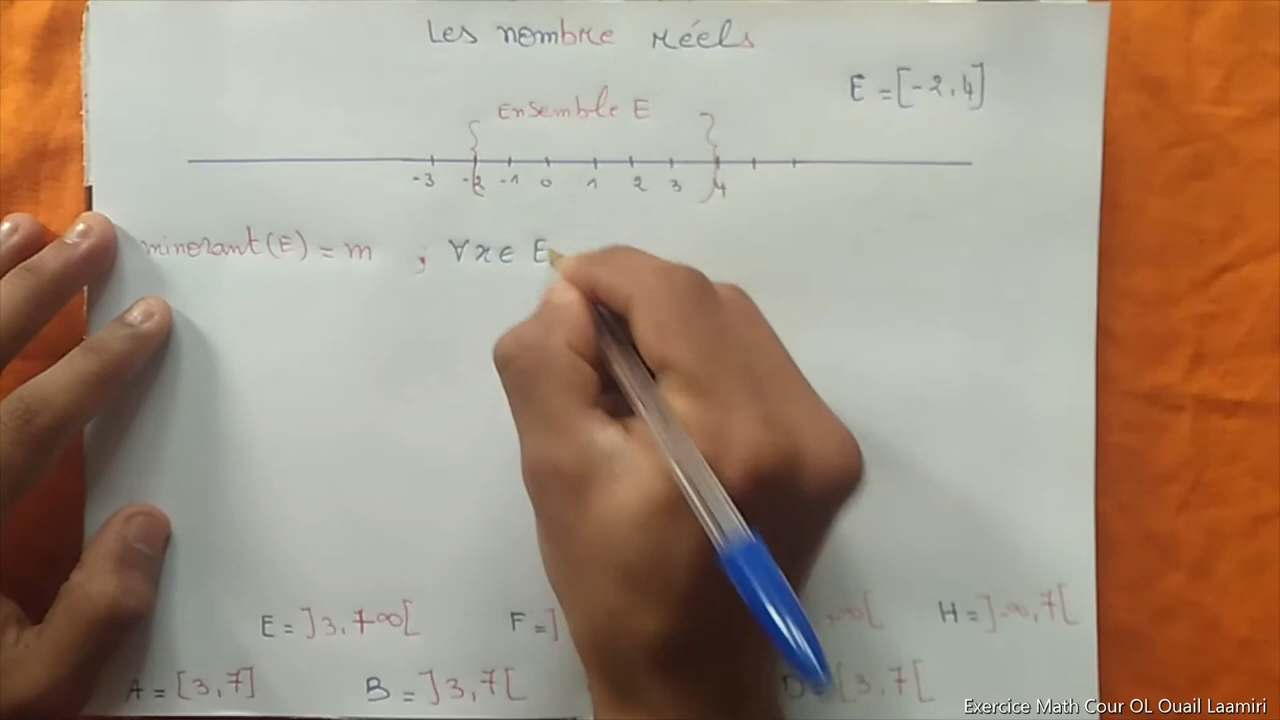 Les nombre réels
E = [-2, 4]
Ensemble E
-3 -2 -1 0 1 2 3 4
minorant(E) = m ; ∀x ∈ E
E = ]3, +∞[ F = ] +∞[ H = ]-∞, 7[
A = [3, 7] B = ]3, 7[ D = [3, 7[
Exercice Math Cour OL Ouail Laamiri